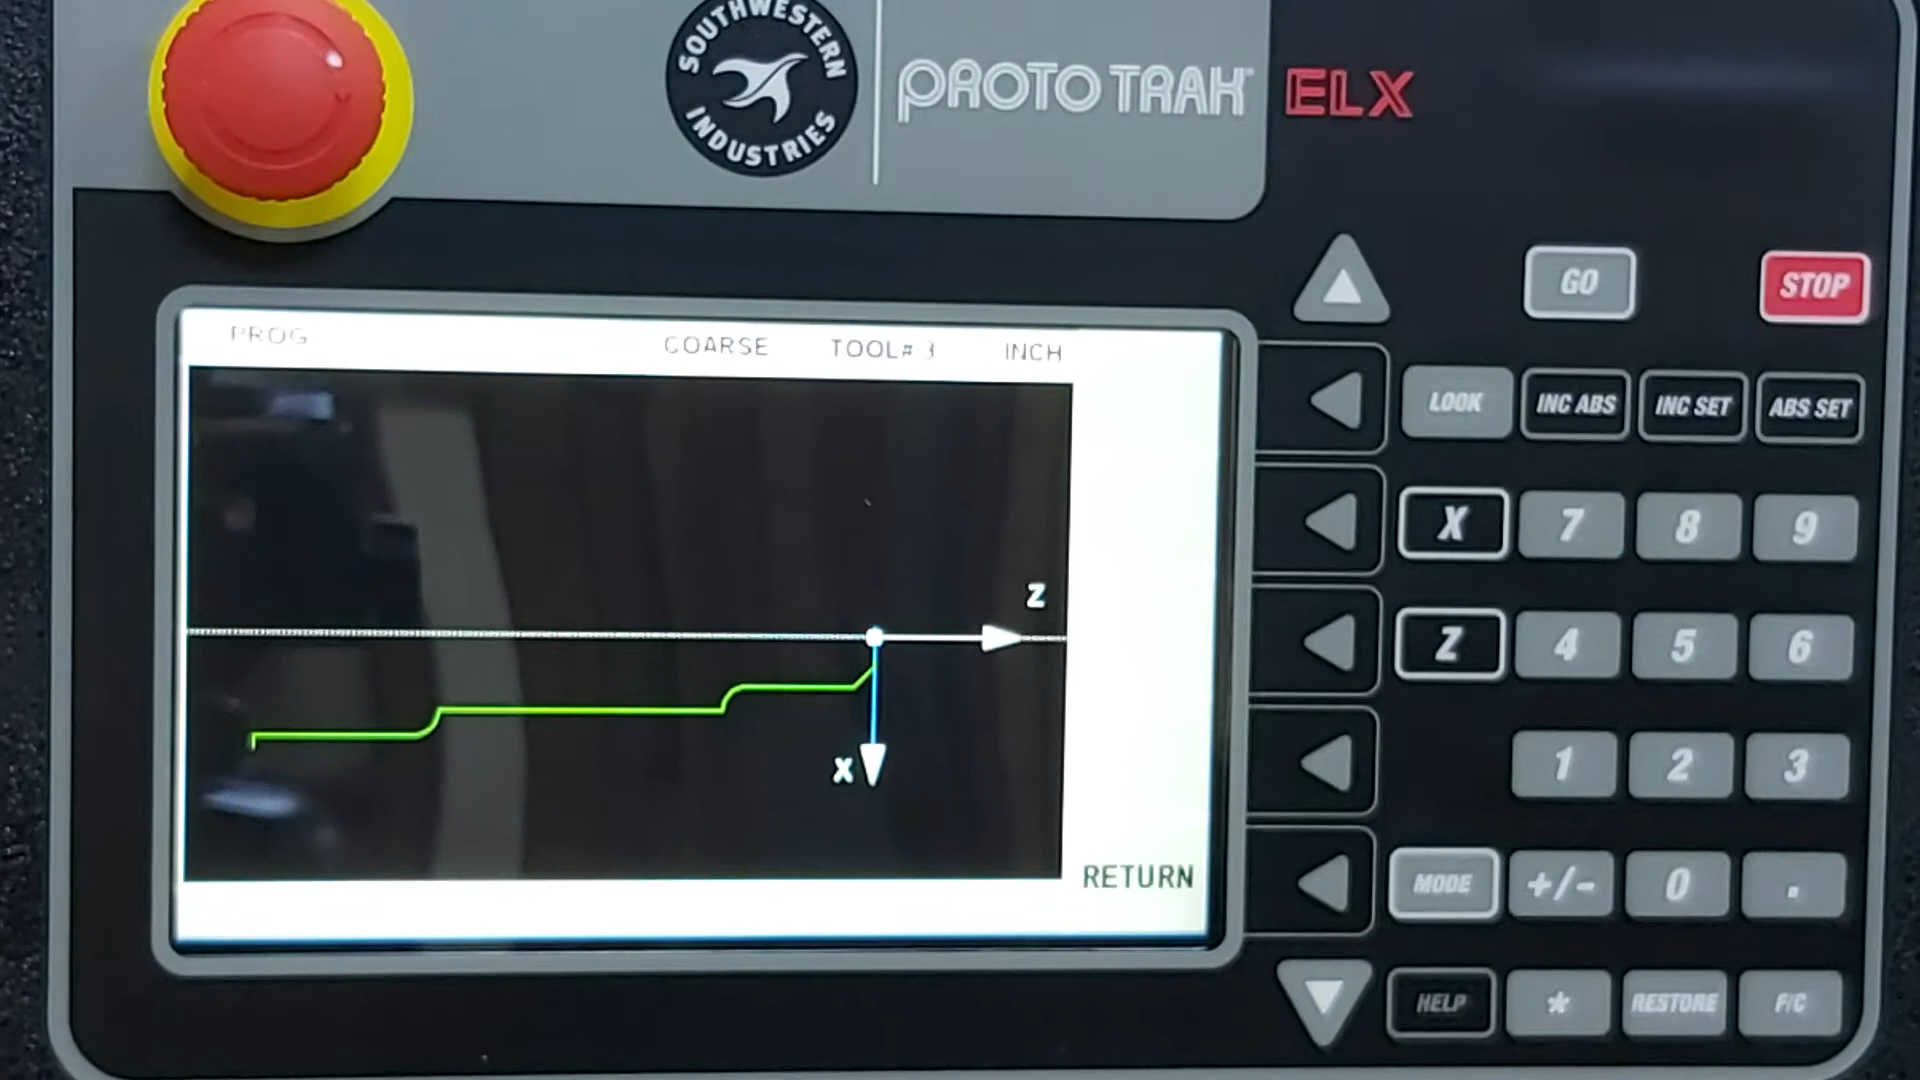 SOUTHWESTERN
INDUSTRIES
PROTO TRAK ELX
PROG COARSE TOOL# 3 INCH
Z
X
RETURN
GO STOP
LOOK INC ABS INC SET ABS SET
X 7 8 9
Z 4 5 6
1 2 3
MODE +/- 0 .
HELP * RESTORE F/C